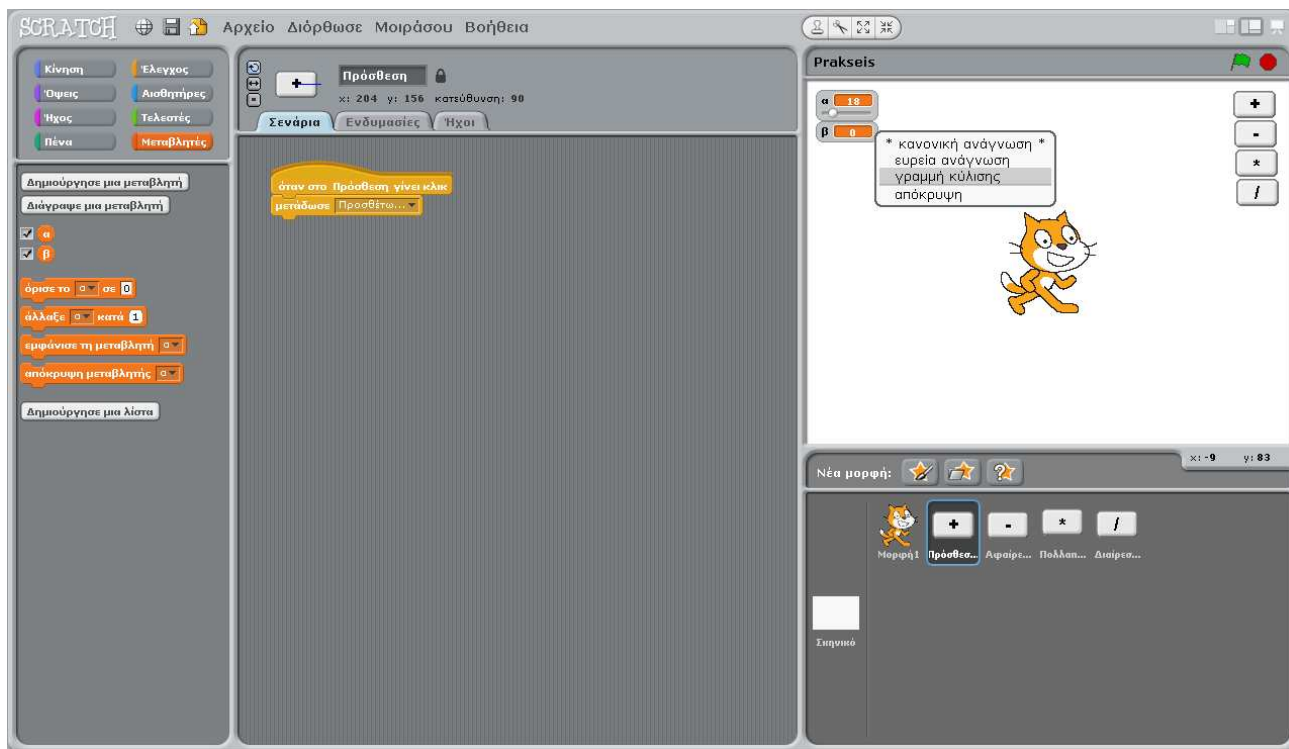 SCRATCH Αρχείο Διόρθωσε Μοιράσου Βοήθεια
Κίνηση Έλεγχος
Όψεις Αισθητήρες
Ήχος Τελεστές
Πένα Μεταβλητές
Δημιούργησε μια μεταβλητή
Διάγραψε μια μεταβλητή
α
β
όρισε το α σε 0
άλλαξε α κατά 1
εμφάνισε τη μεταβλητή α
απόκρυψη μεταβλητής α
Δημιούργησε μια λίστα
+
Πρόσθεση
x: 204 y: 156 κατεύθυνση: 90
Σενάρια Ενδυμασίες Ήχοι
όταν στο Πρόσθεση γίνει κλικ
μετάδωσε Προσθέτω...
Prakseis
α 18
β 0
* κανονική ανάγνωση *
ευρεία ανάγνωση
γραμμή κύλισης
απόκρυψη
+
-
*
/
x: -9 y: 83
Νέα μορφή:
+ - * /
Μορφή1 Πρόσθεσ... Αφαίρε... Πολλαπ... Διαίρεσ...
Σκηνικό